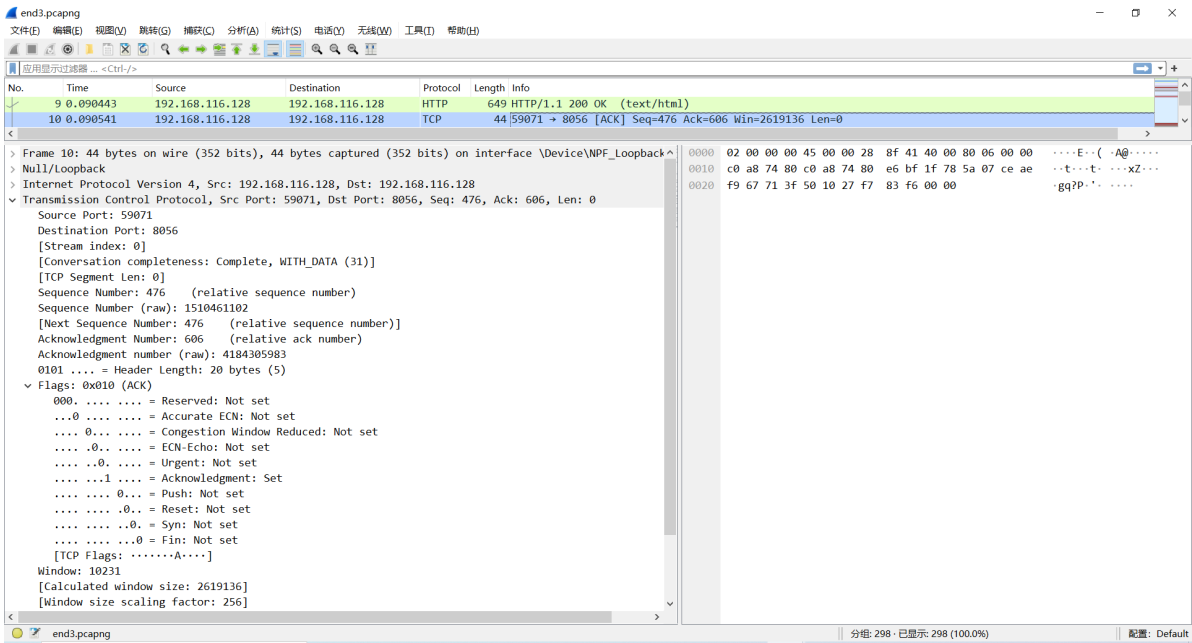 end3.pcapng
文件(F) 编辑(E) 视图(V) 跳转(G) 捕获(C) 分析(A) 统计(S) 电话(Y) 无线(W) 工具(T) 帮助(H)
应用显示过滤器 … <Ctrl-/>
No. Time Source Destination Protocol Length Info
9 0.090443 192.168.116.128 192.168.116.128 HTTP 649 HTTP/1.1 200 OK (text/html)
10 0.090541 192.168.116.128 192.168.116.128 TCP 44 59071 → 8056 [ACK] Seq=476 Ack=606 Win=2619136 Len=0
Frame 10: 44 bytes on wire (352 bits), 44 bytes captured (352 bits) on interface \Device\NPF_Loopback
Null/Loopback
Internet Protocol Version 4, Src: 192.168.116.128, Dst: 192.168.116.128
Transmission Control Protocol, Src Port: 59071, Dst Port: 8056, Seq: 476, Ack: 606, Len: 0
Source Port: 59071
Destination Port: 8056
[Stream index: 0]
[Conversation completeness: Complete, WITH_DATA (31)]
[TCP Segment Len: 0]
Sequence Number: 476 (relative sequence number)
Sequence Number (raw): 1510461102
[Next Sequence Number: 476 (relative sequence number)]
Acknowledgment Number: 606 (relative ack number)
Acknowledgment number (raw): 4184305983
0101 .... = Header Length: 20 bytes (5)
Flags: 0x010 (ACK)
000. .... .... = Reserved: Not set
...0 .... .... = Accurate ECN: Not set
.... 0... .... = Congestion Window Reduced: Not set
.... .0.. .... = ECN-Echo: Not set
.... ..0. .... = Urgent: Not set
.... ...1 .... = Acknowledgment: Set
.... .... 0... = Push: Not set
.... .... .0.. = Reset: Not set
.... .... ..0. = Syn: Not set
.... .... ...0 = Fin: Not set
[TCP Flags: ·······A····]
Window: 10231
[Calculated window size: 2619136]
[Window size scaling factor: 256]
0000 02 00 00 00 45 00 00 28 8f 41 40 00 80 06 00 00 ····E··( ·A@·····
0010 c0 a8 74 80 c0 a8 74 80 e6 bf 1f 78 5a 07 ce ae ··t···t· ···xZ···
0020 f9 67 71 3f 50 10 27 f7 83 f6 00 00 ·gq?P·'· ····
end3.pcapng
分组: 298 · 已显示: 298 (100.0%)
配置: Default